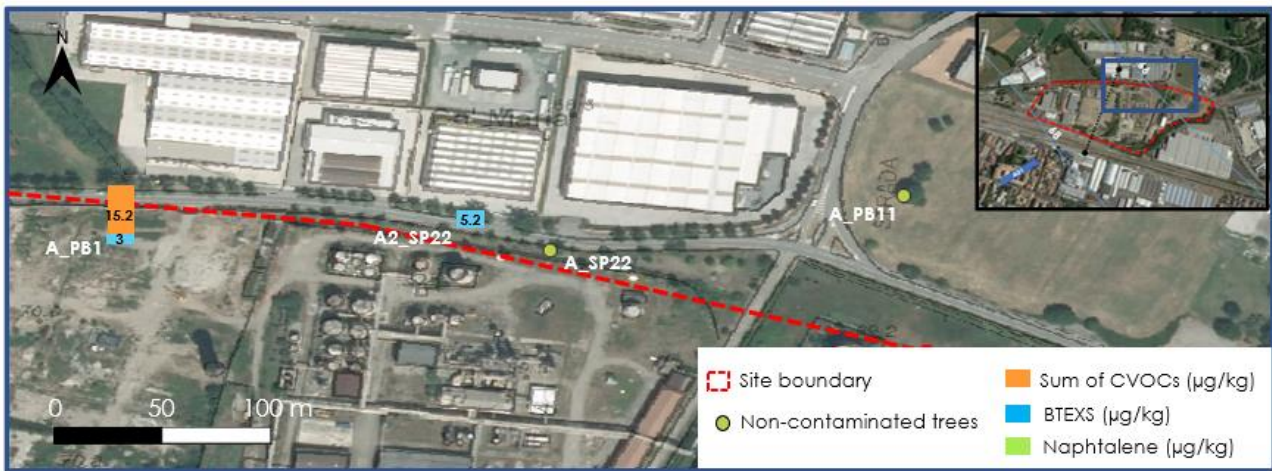 N
15.2
3
A_PB1
A2_SP22
5.2
A_SP22
A_PB11
STRADA
0 50 100 m
Site boundary
Non-contaminated trees
Sum of CVOCs (µg/kg)
BTEXS (µg/kg)
Naphtalene (µg/kg)